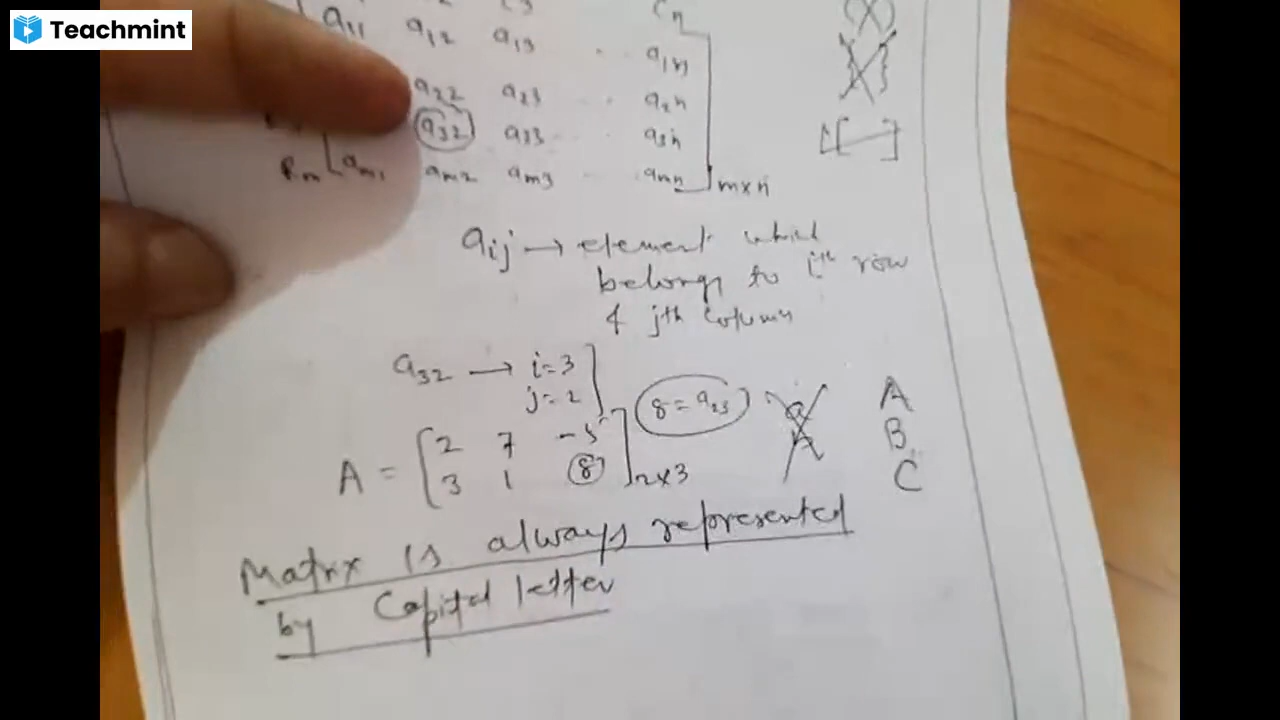 Teachmint
a11 a12 a13 . . a1n
a22 a23 . . a2n
a32 a33 . . a3n
Rm am1 am2 am3 . . amn m×n
aij → element which
belongs to ith row
& jth column
a32 → i=3
j=2
8 = a23
A
B
C
A = [2 7 -5
3 1 8] 2×3
Matrix is always represented
by Capital letter